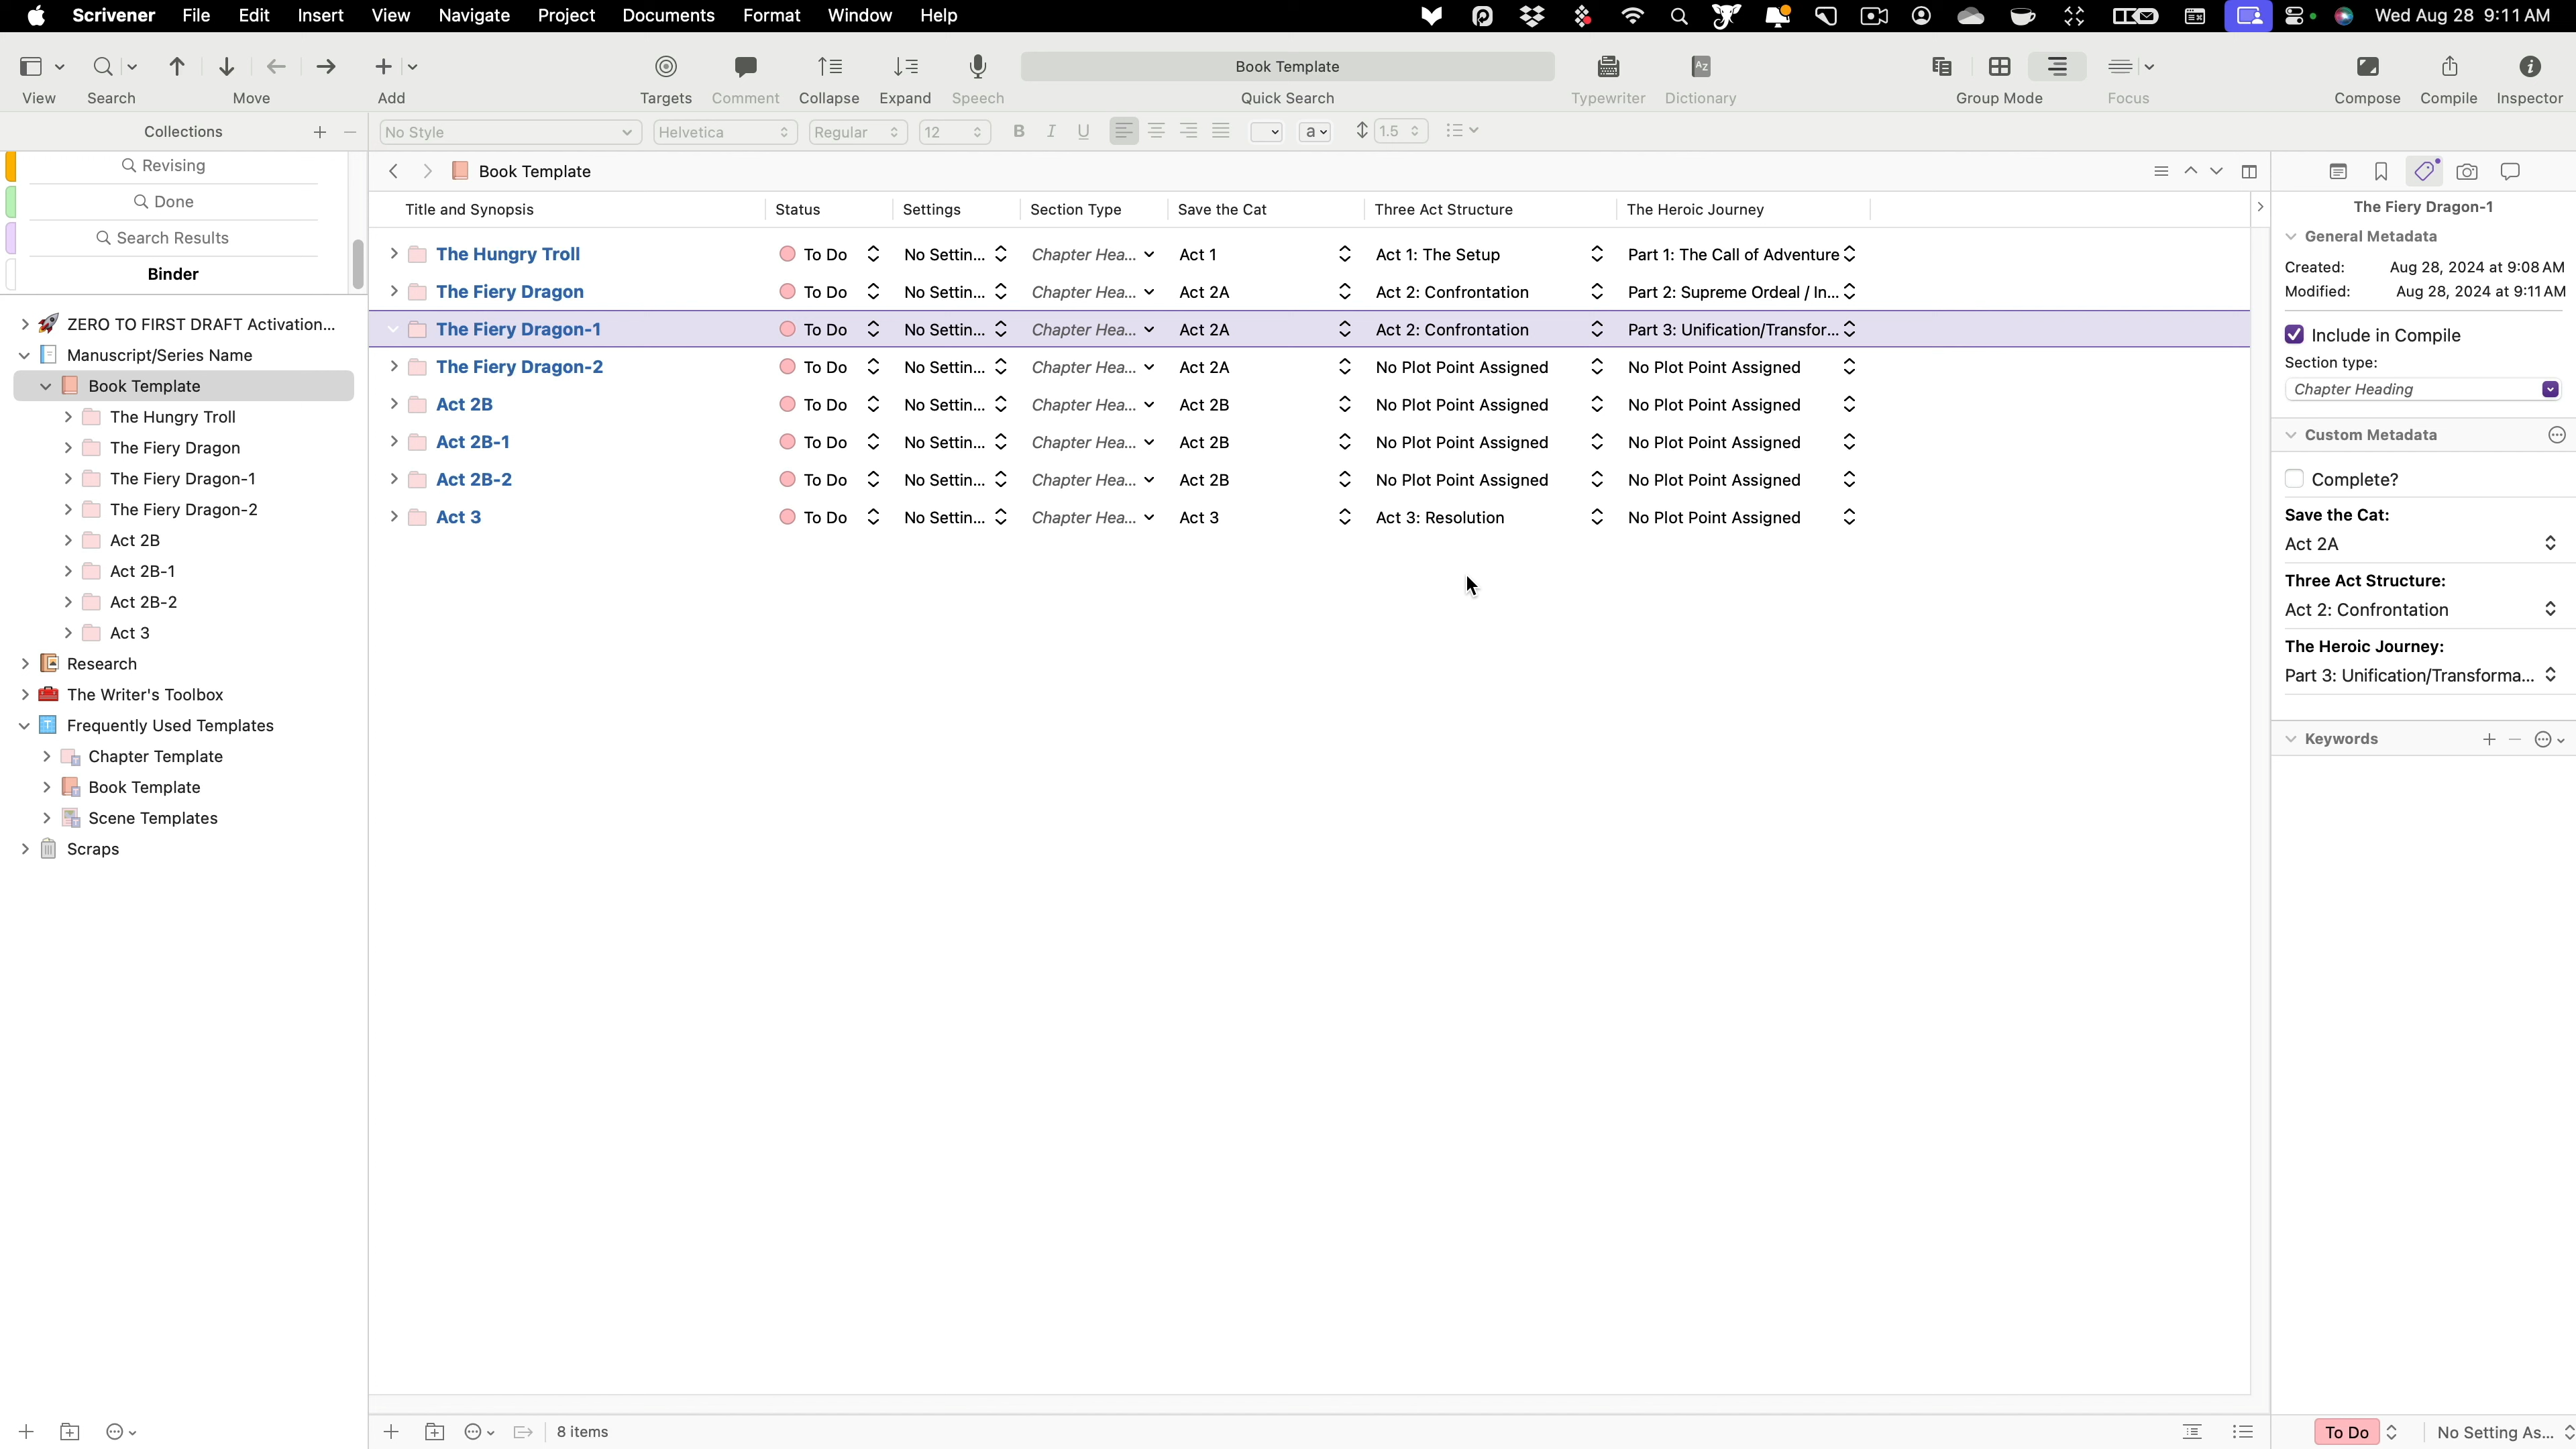 Scrivener File Edit Insert View Navigate Project Documents Format Window Help Wed Aug 28 9:11 AM
Book Template
View Search Move Add Targets Comment Collapse Expand Speech Quick Search Typewriter Dictionary Group Mode Focus Compose Compile Inspector
Collections No Style Helvetica Regular 12 B I U a 1.5
Revising
Done
Search Results
Binder
ZERO TO FIRST DRAFT Activation...
Manuscript/Series Name
Book Template
The Hungry Troll
The Fiery Dragon
The Fiery Dragon-1
The Fiery Dragon-2
Act 2B
Act 2B-1
Act 2B-2
Act 3
Research
The Writer's Toolbox
Frequently Used Templates
Chapter Template
Book Template
Scene Templates
Scraps
Book Template
Title and Synopsis Status Settings Section Type Save the Cat Three Act Structure The Heroic Journey
The Hungry Troll To Do No Settin... Chapter Hea... Act 1 Act 1: The Setup Part 1: The Call of Adventure
The Fiery Dragon To Do No Settin... Chapter Hea... Act 2A Act 2: Confrontation Part 2: Supreme Ordeal / In...
The Fiery Dragon-1 To Do No Settin... Chapter Hea... Act 2A Act 2: Confrontation Part 3: Unification/Transfor...
The Fiery Dragon-2 To Do No Settin... Chapter Hea... Act 2A No Plot Point Assigned No Plot Point Assigned
Act 2B To Do No Settin... Chapter Hea... Act 2B No Plot Point Assigned No Plot Point Assigned
Act 2B-1 To Do No Settin... Chapter Hea... Act 2B No Plot Point Assigned No Plot Point Assigned
Act 2B-2 To Do No Settin... Chapter Hea... Act 2B No Plot Point Assigned No Plot Point Assigned
Act 3 To Do No Settin... Chapter Hea... Act 3 Act 3: Resolution No Plot Point Assigned
8 items
The Fiery Dragon-1
General Metadata
Created: Aug 28, 2024 at 9:08 AM
Modified: Aug 28, 2024 at 9:11 AM
Include in Compile
Section type:
Chapter Heading
Custom Metadata
Complete?
Save the Cat:
Act 2A
Three Act Structure:
Act 2: Confrontation
The Heroic Journey:
Part 3: Unification/Transforma...
Keywords
To Do No Setting As...